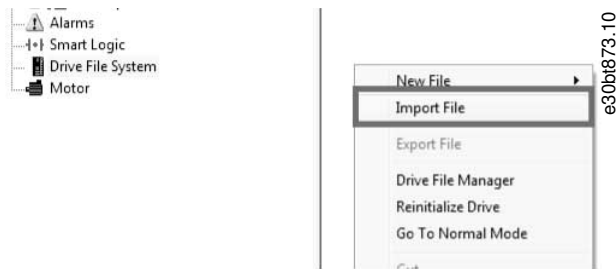 Alarms
Smart Logic
Drive File System
Motor
New File
Import File
Export File
Drive File Manager
Reinitialize Drive
Go To Normal Mode
e30bt873.10